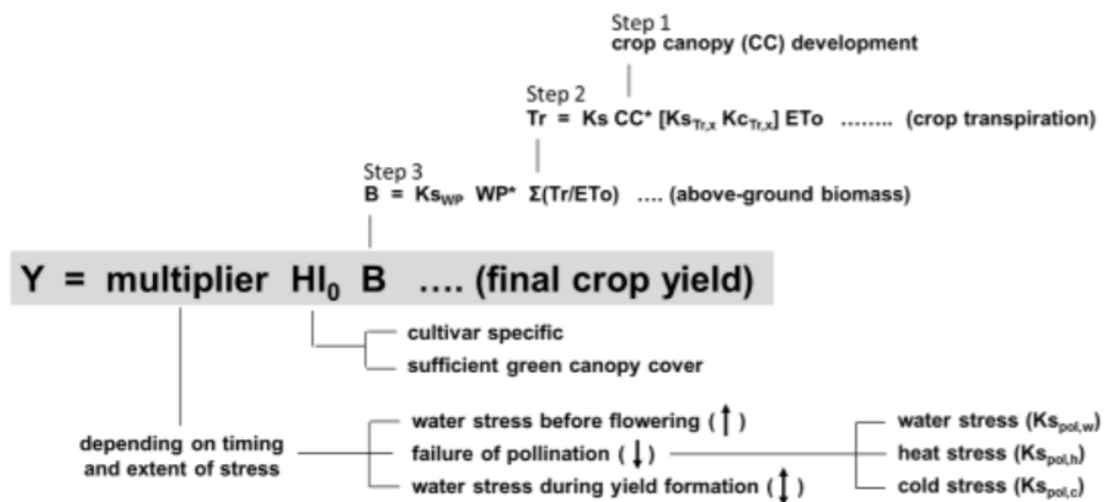 Step 1
crop canopy (CC) development
Step 2
Tr = Ks CC* [Ks_Tr,x Kc_Tr,x] ETo ........ (crop transpiration)
Step 3
B = Ks_WP WP* Σ(Tr/ETo) .... (above-ground biomass)
Y = multiplier HI_0 B .... (final crop yield)
cultivar specific
sufficient green canopy cover
depending on timing
and extent of stress
water stress before flowering (↑)
failure of pollination (↓)
water stress during yield formation (↕)
water stress (Ks_pol,w)
heat stress (Ks_pol,h)
cold stress (Ks_pol,c)